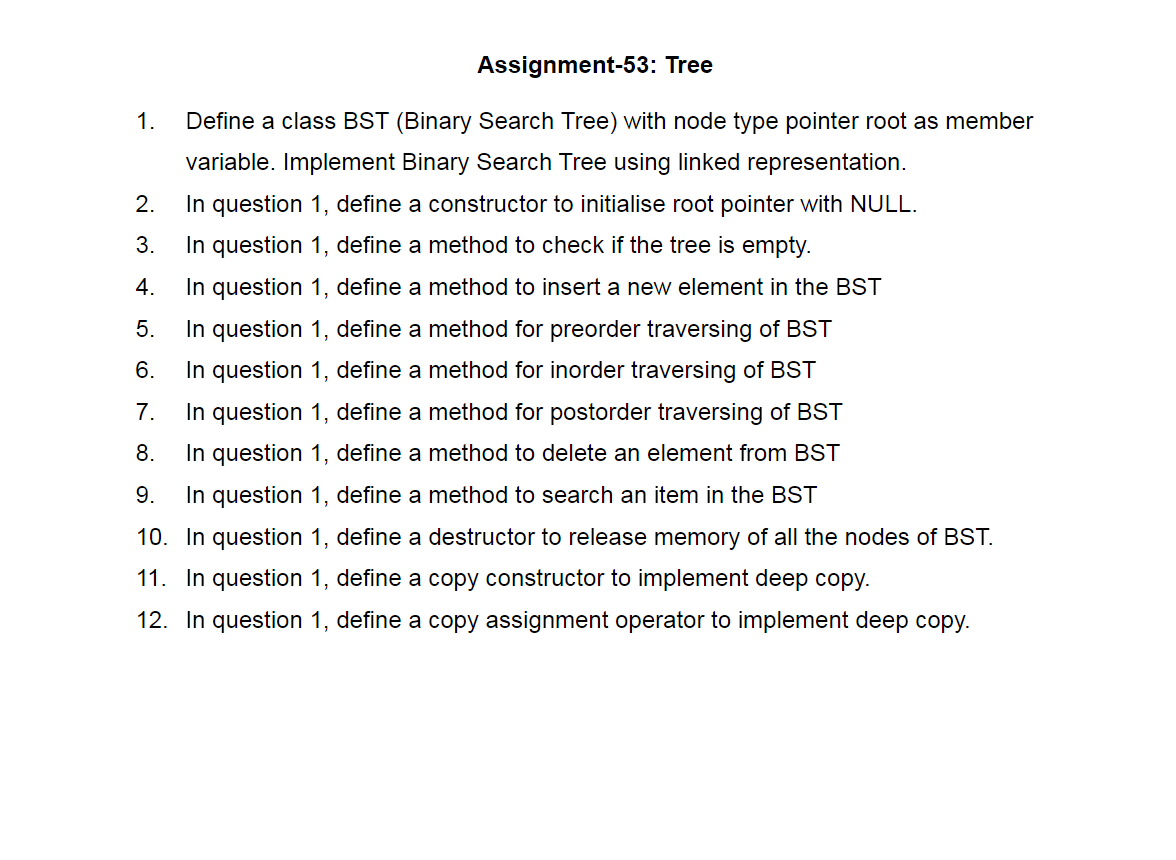 Assignment-53: Tree
1. Define a class BST (Binary Search Tree) with node type pointer root as member
variable. Implement Binary Search Tree using linked representation.
2. In question 1, define a constructor to initialise root pointer with NULL.
3. In question 1, define a method to check if the tree is empty.
4. In question 1, define a method to insert a new element in the BST
5. In question 1, define a method for preorder traversing of BST
6. In question 1, define a method for inorder traversing of BST
7. In question 1, define a method for postorder traversing of BST
8. In question 1, define a method to delete an element from BST
9. In question 1, define a method to search an item in the BST
10. In question 1, define a destructor to release memory of all the nodes of BST.
11. In question 1, define a copy constructor to implement deep copy.
12. In question 1, define a copy assignment operator to implement deep copy.